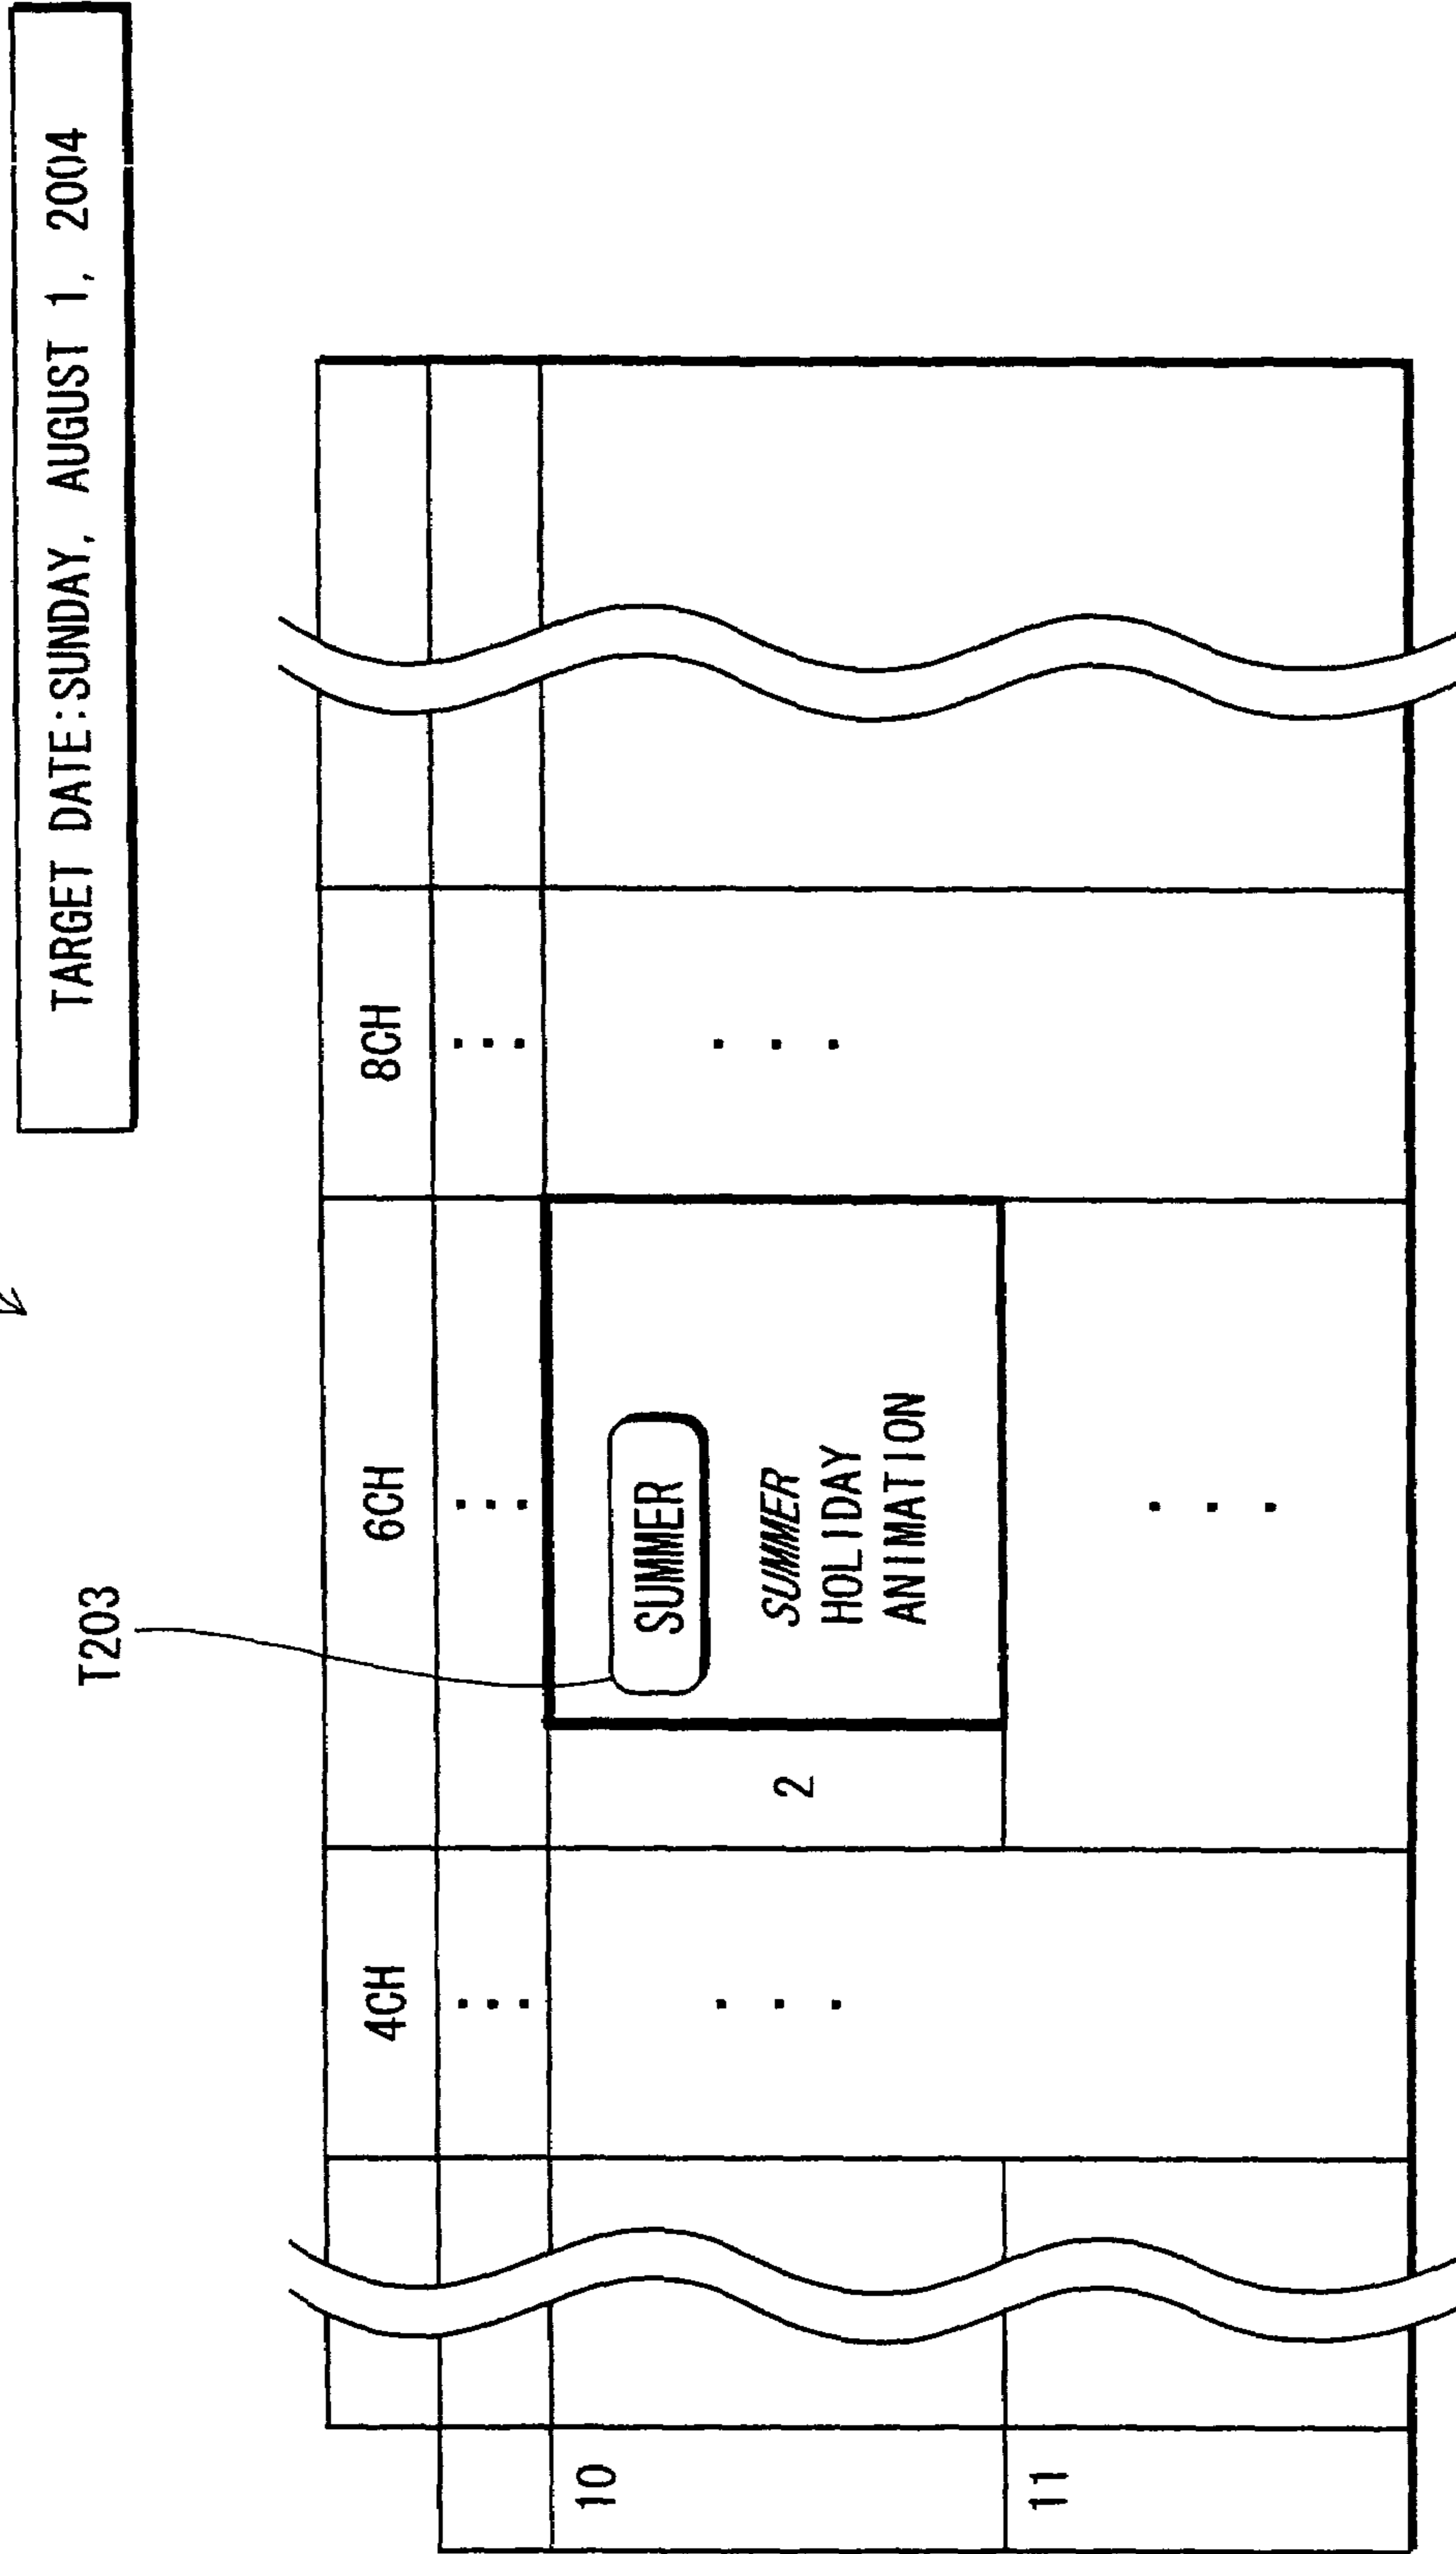 TARGET DATE:SUNDAY, AUGUST 1, 2004
T203
4CH
6CH
8CH
10
2
SUMMER
SUMMER
HOLIDAY
ANIMATION
11